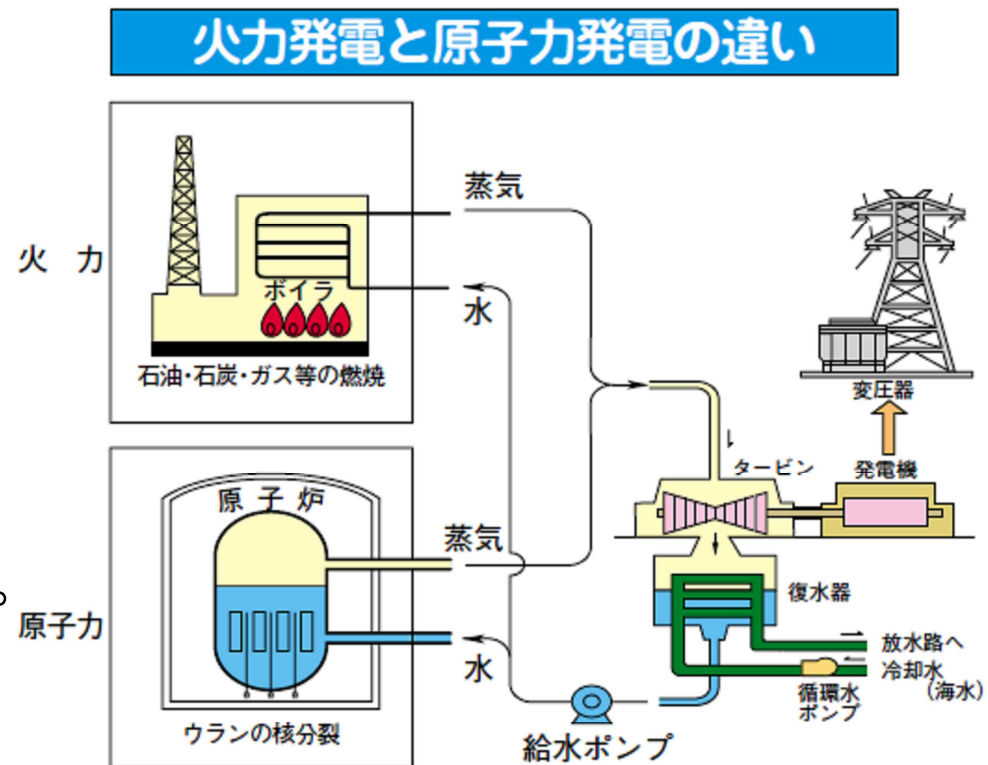 火力発電と原子力発電の違い
火 力
ボイラ
石油・石炭・ガス等の燃焼
蒸気
水
変圧器
タービン
発電機
原子力
原 子 炉
ウランの核分裂
蒸気
水
復水器
放水路へ
冷却水
(海水)
循環水
ポンプ
給水ポンプ
。